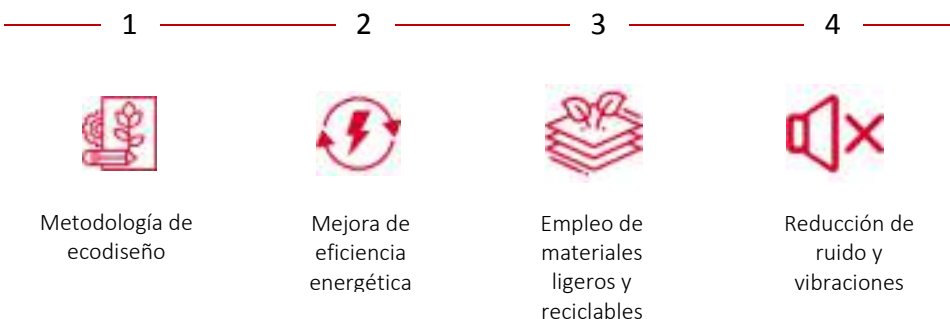 1
2
3
4
Metodología de
ecodiseño
Mejora de
eficiencia
energética
Empleo de
materiales
ligeros y
reciclables
Reducción de
ruido y
vibraciones